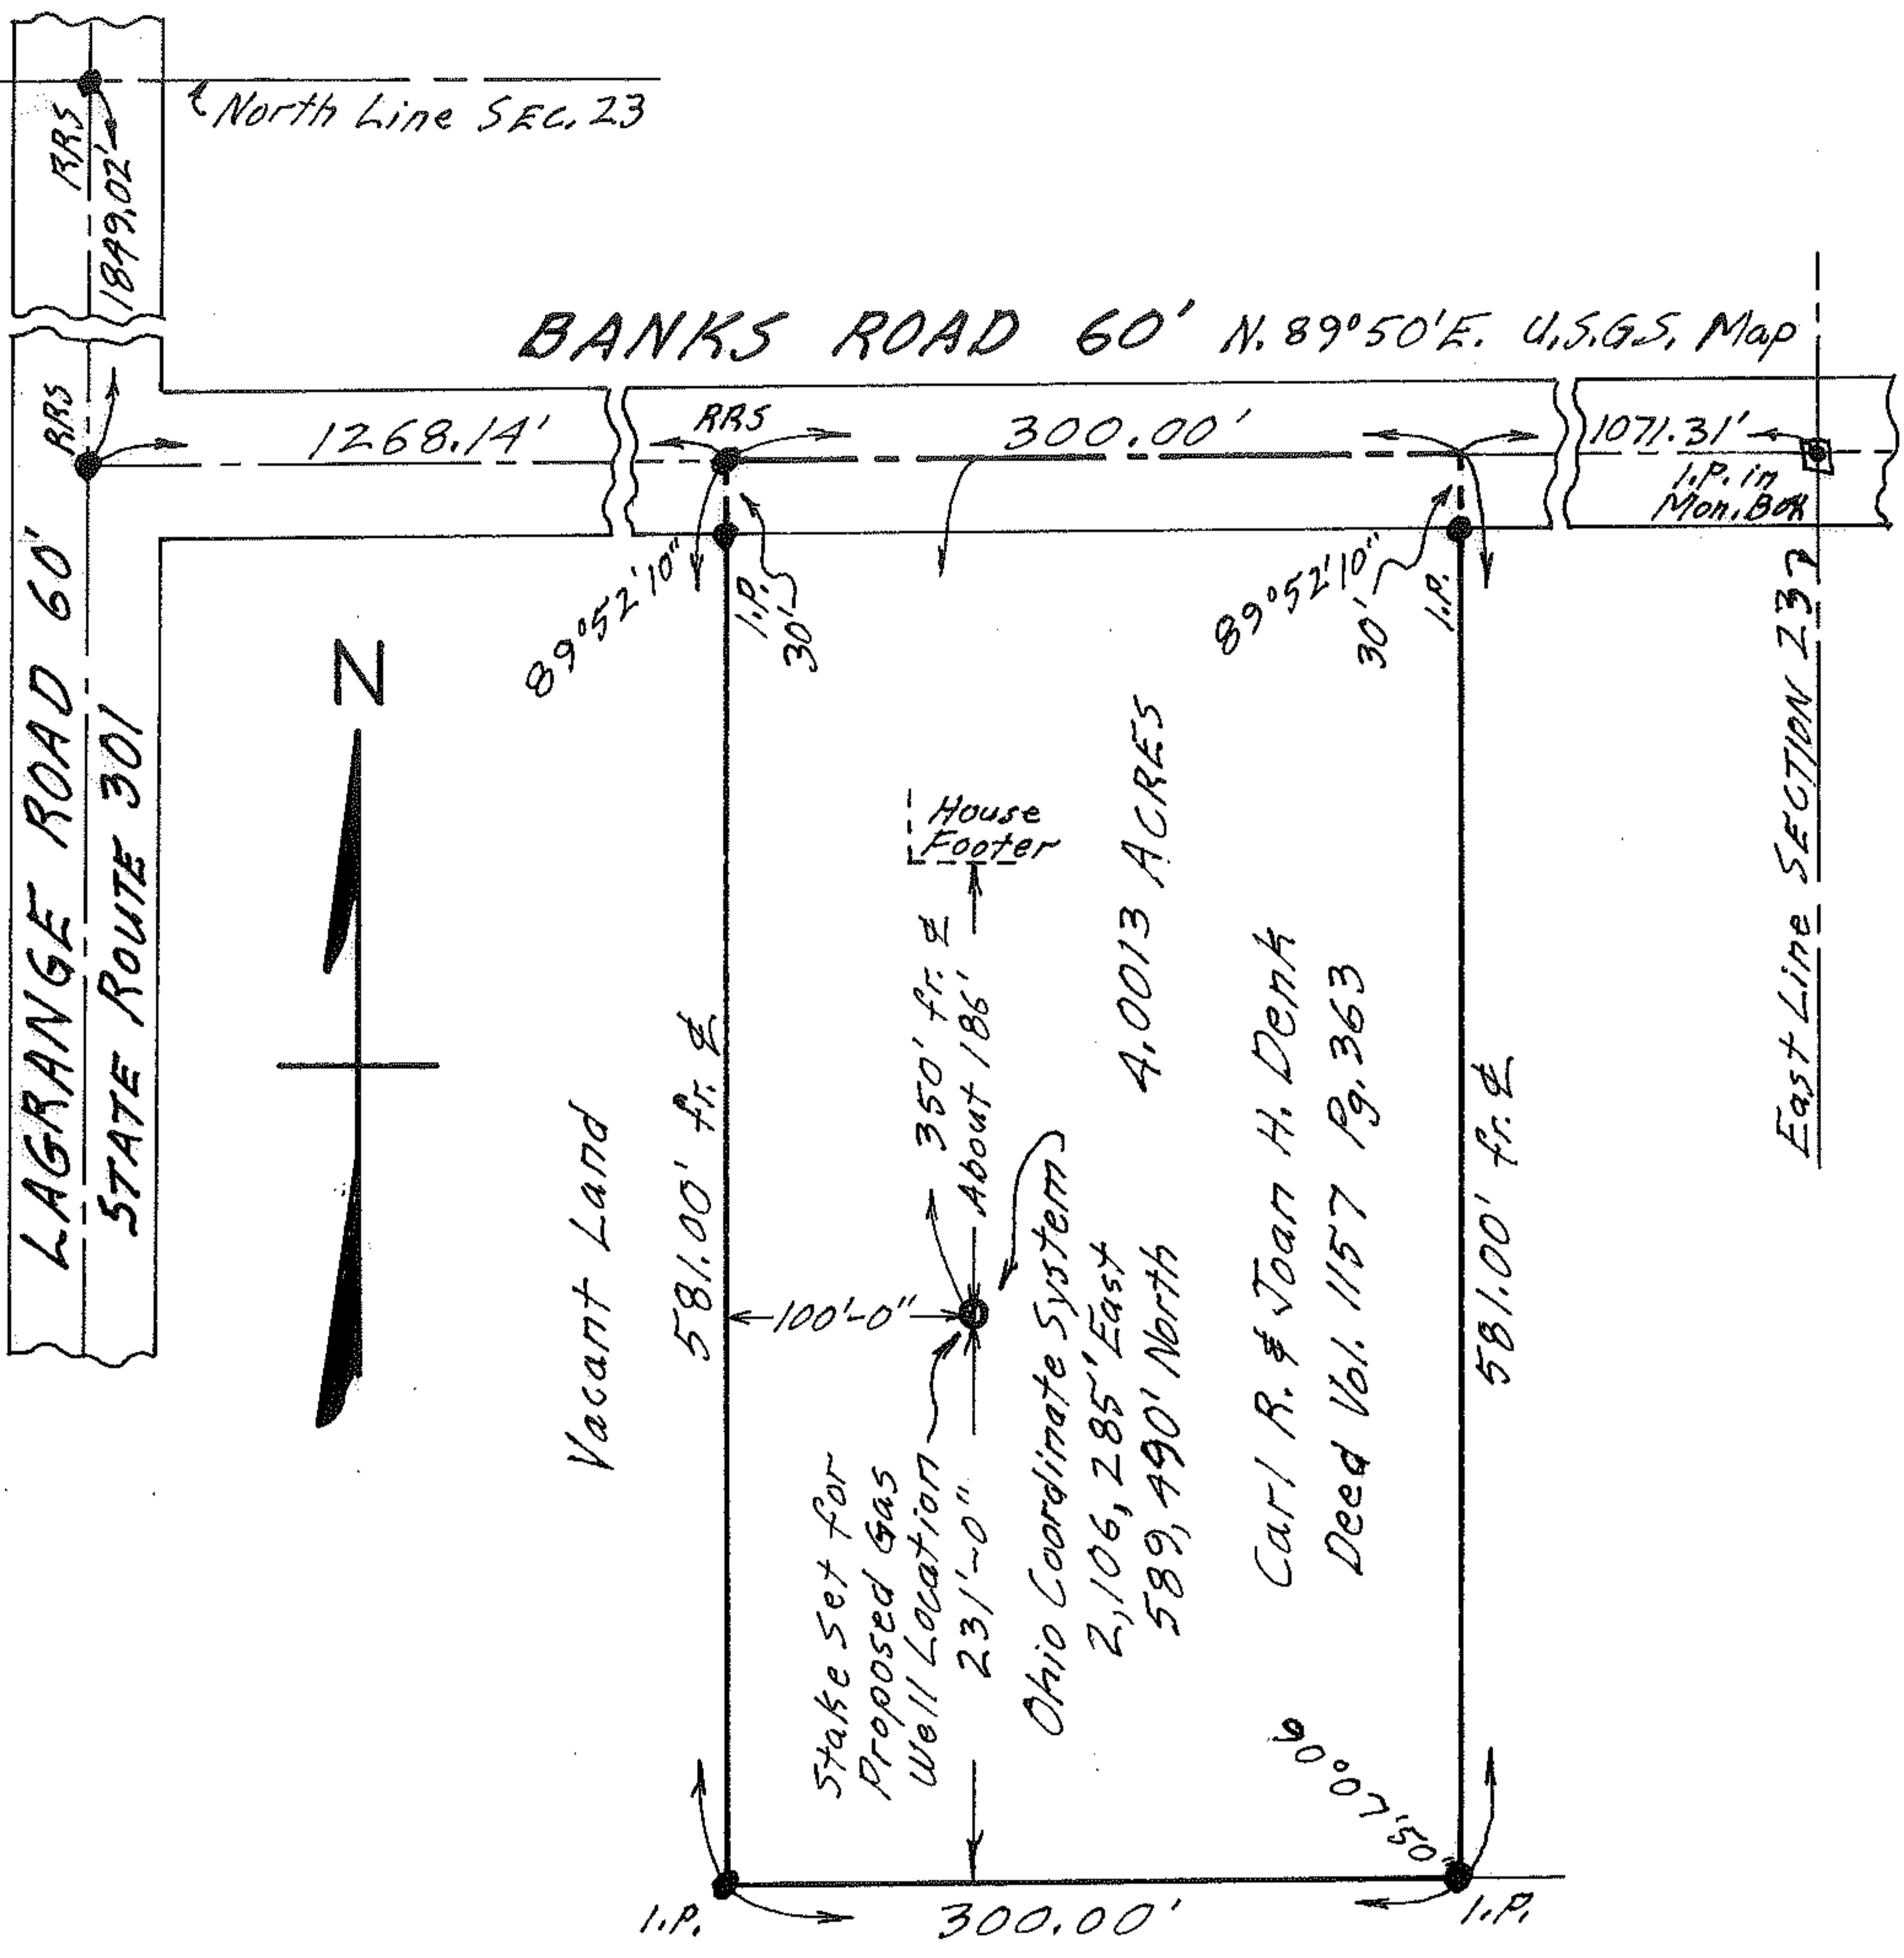 North Line SEC. 23
RRS
1849.02'
BANKS ROAD 60' N. 89°50'E. U.S.G.S. Map
RRS
1268.14'
RRS
300.00'
1071.31'
I.P. in
Mon. Box
89°52'10"
I.P.
30'
89°52'10"
30'
I.P.
LAGRANGE ROAD 60'
STATE ROUTE 301
N
East Line SECTION 23
House
Footer
Vacant Land
581.00' fr. ℄
350' fr. ℄
About 186'
4.0013 ACRES
100'-0"
Stake Set for
Proposed Gas
Well Location
231'-0"
Ohio Coordinate System
2,106,285' East
589,490' North
Carl R. & Joan H. Denk
Deed Vol. 1157 Pg. 363
581.00' fr. ℄
90°07'50"
I.P.
300.00'
I.P.